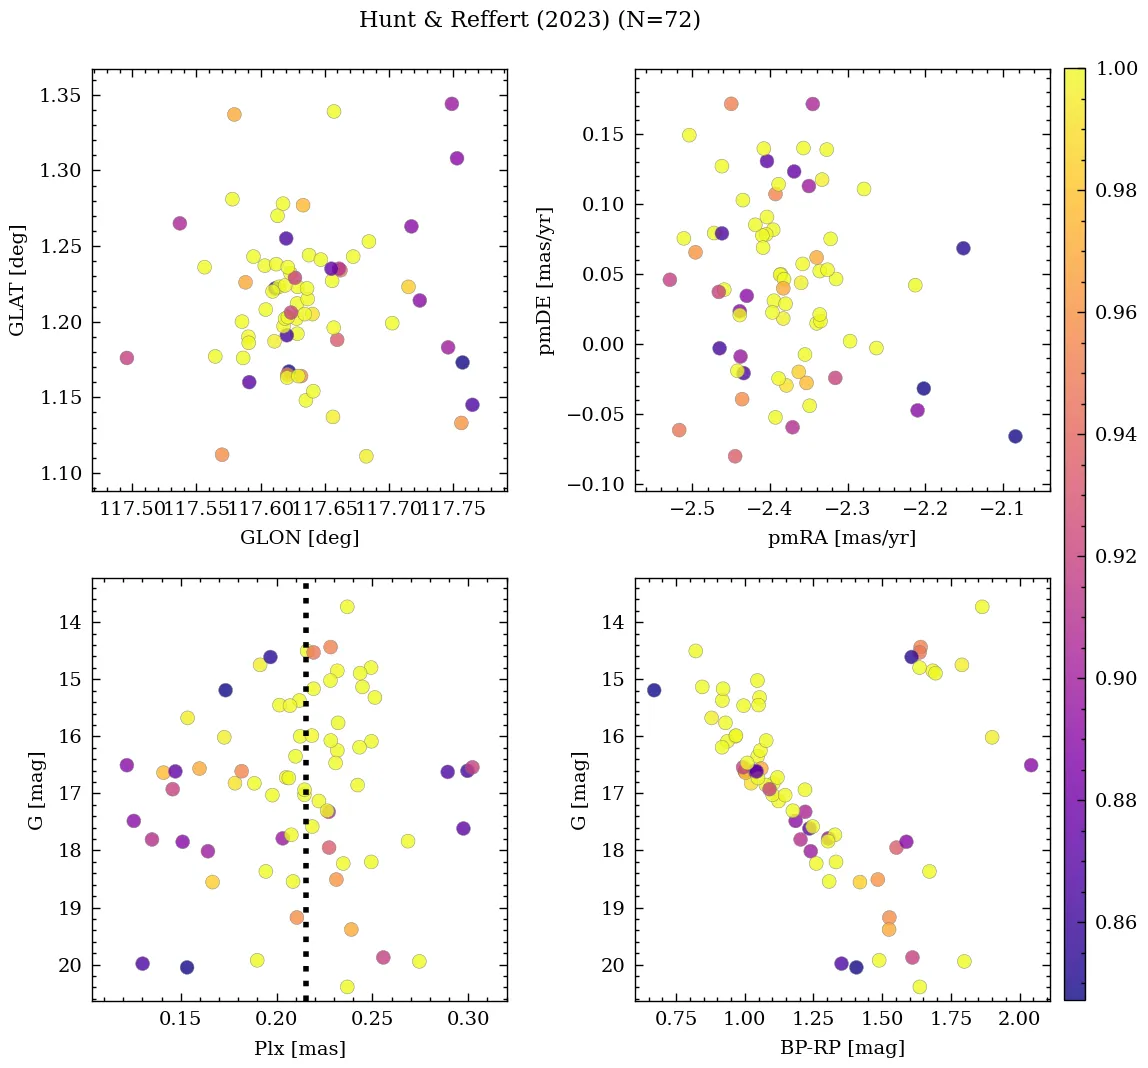 Hunt & Reffert (2023) (N=72)
1.35
1.30
1.25
1.20
1.15
1.10
GLAT [deg]
117.50 117.55 117.60 117.65 117.70 117.75
GLON [deg]
0.15
0.10
0.05
0.00
−0.05
−0.10
pmDE [mas/yr]
−2.5 −2.4 −2.3 −2.2 −2.1
pmRA [mas/yr]
14
15
16
17
18
19
20
G [mag]
0.15 0.20 0.25 0.30
Plx [mas]
14
15
16
17
18
19
20
G [mag]
0.75 1.00 1.25 1.50 1.75 2.00
BP-RP [mag]
1.00
0.98
0.96
0.94
0.92
0.90
0.88
0.86